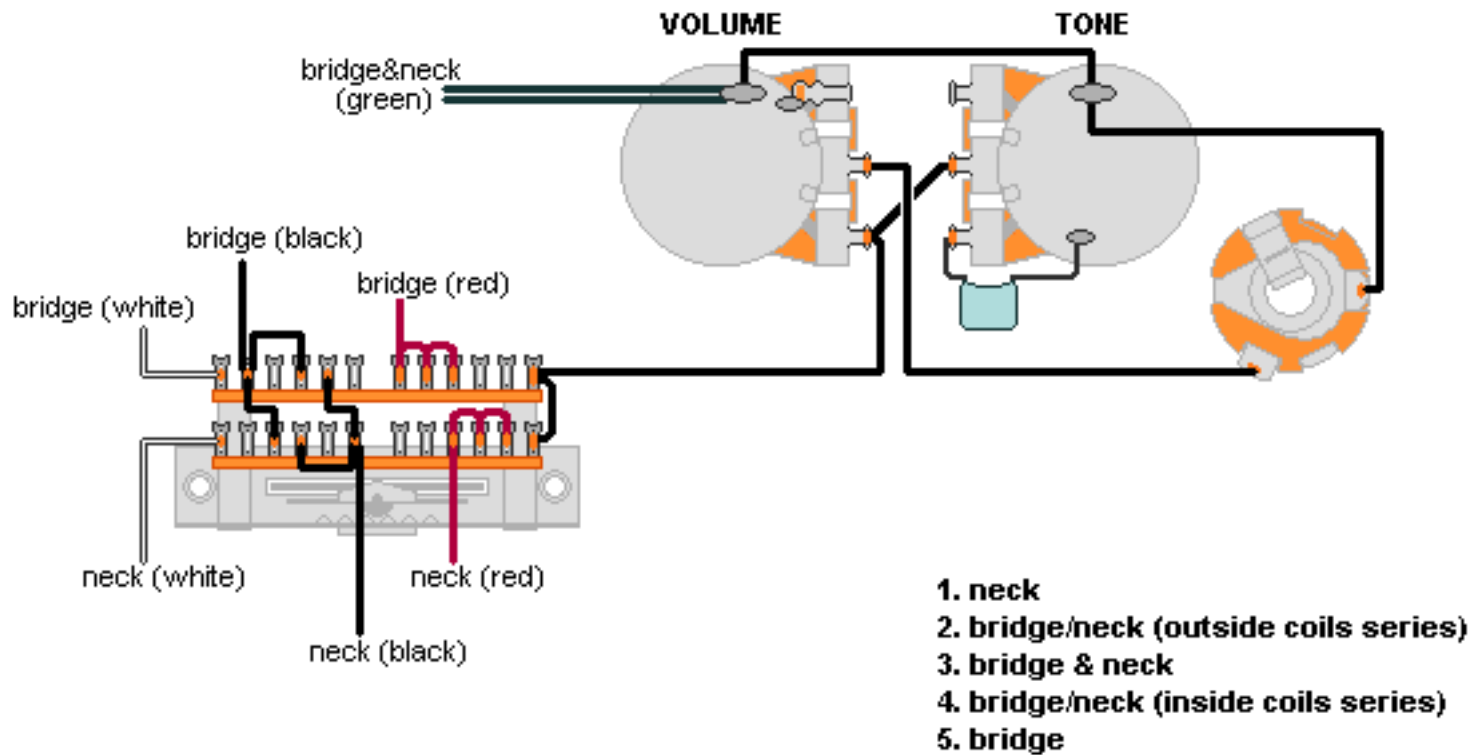 VOLUME
TONE
bridge&neck
(green)
bridge (black)
bridge (red)
bridge (white)
neck (white)
neck (red)
neck (black)
1. neck
2. bridge/neck (outside coils series)
3. bridge & neck
4. bridge/neck (inside coils series)
5. bridge